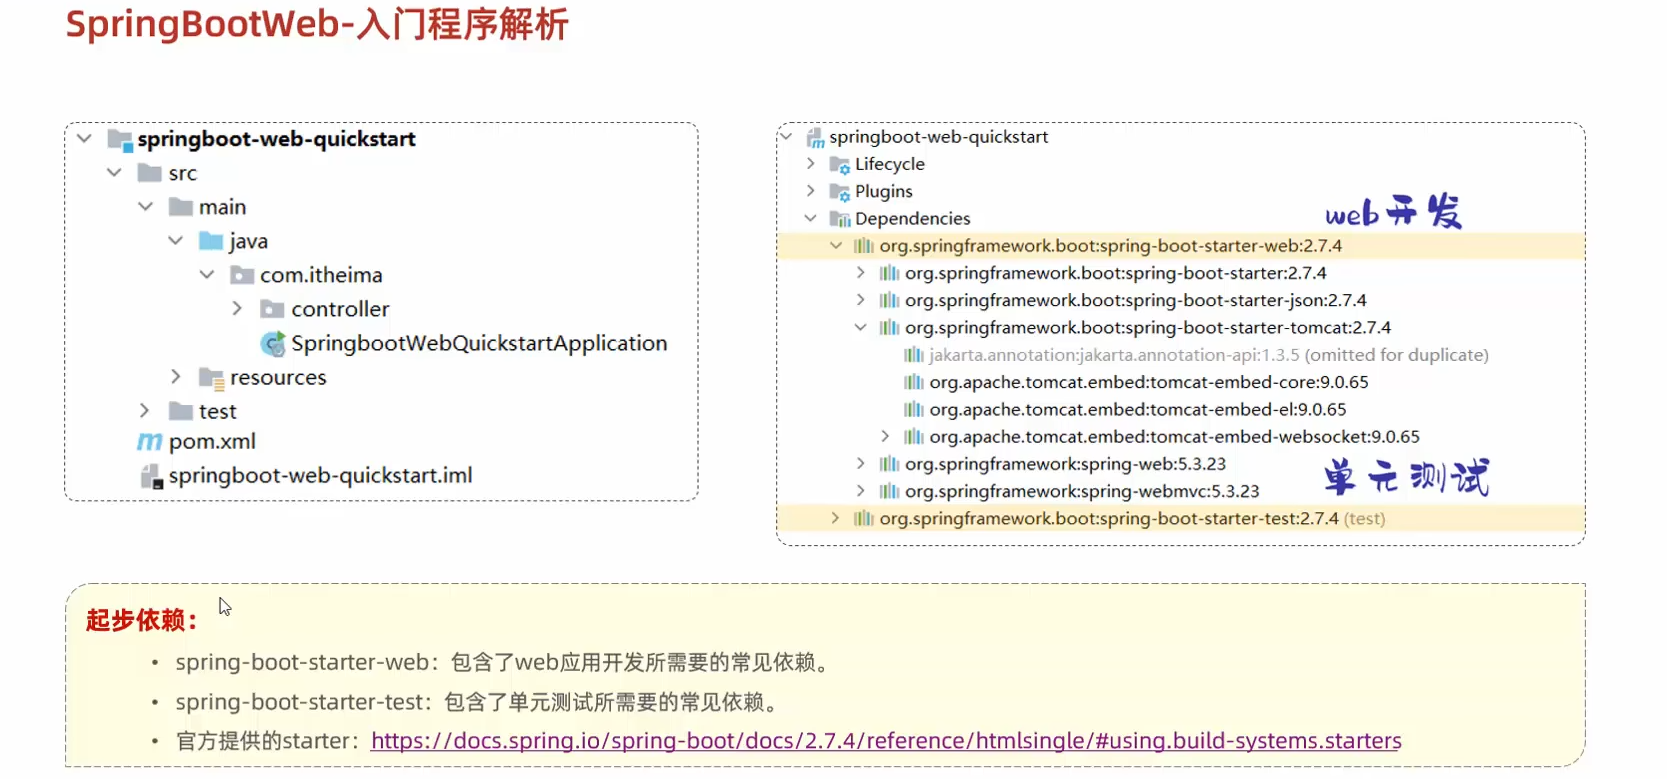 SpringBootWeb-入门程序解析
springboot-web-quickstart
src
main
java
com.itheima
controller
SpringbootWebQuickstartApplication
resources
test
pom.xml
springboot-web-quickstart.iml
springboot-web-quickstart
Lifecycle
Plugins
Dependencies
web开发
org.springframework.boot:spring-boot-starter-web:2.7.4
org.springframework.boot:spring-boot-starter:2.7.4
org.springframework.boot:spring-boot-starter-json:2.7.4
org.springframework.boot:spring-boot-starter-tomcat:2.7.4
jakarta.annotation:jakarta.annotation-api:1.3.5 (omitted for duplicate)
org.apache.tomcat.embed:tomcat-embed-core:9.0.65
org.apache.tomcat.embed:tomcat-embed-el:9.0.65
org.apache.tomcat.embed:tomcat-embed-websocket:9.0.65
org.springframework:spring-web:5.3.23
单元测试
org.springframework:spring-webmvc:5.3.23
org.springframework.boot:spring-boot-starter-test:2.7.4 (test)
起步依赖：
• spring-boot-starter-web：包含了web应用开发所需要的常见依赖。
• spring-boot-starter-test：包含了单元测试所需要的常见依赖。
• 官方提供的starter：https://docs.spring.io/spring-boot/docs/2.7.4/reference/htmlsingle/#using.build-systems.starters